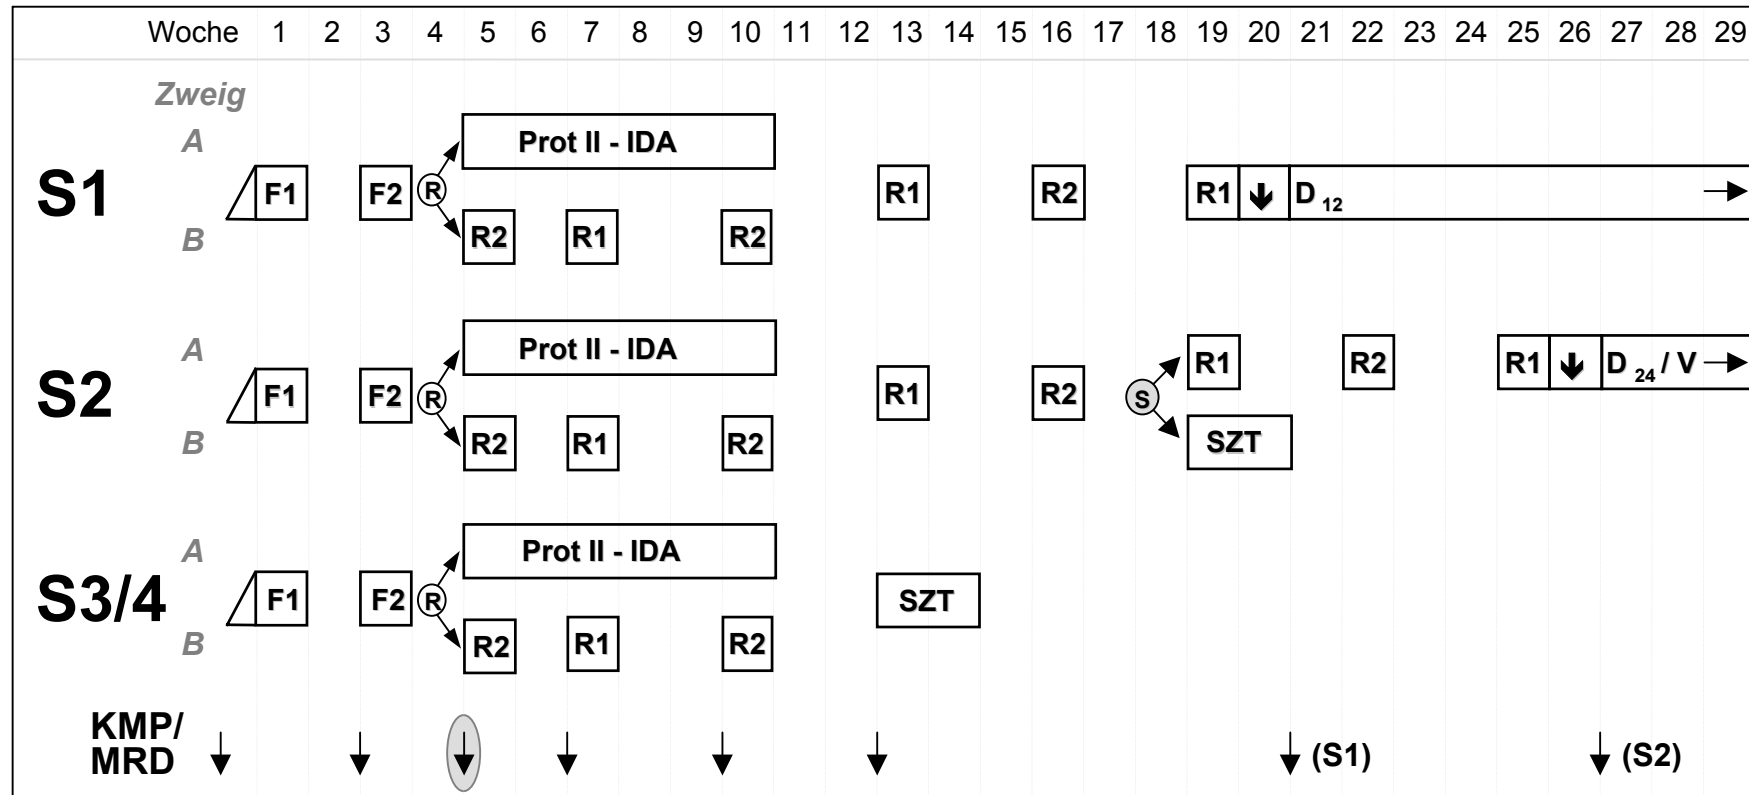 Woche 1 2 3 4 5 6 7 8 9 10 11 12 13 14 15 16 17 18 19 20 21 22 23 24 25 26 27 28 29
Zweig
A Prot II - IDA
S1 F1 F2 R R1 R2 R1 D 12
B R2 R1 R2
A Prot II - IDA R1 R2 R1 D 24 / V
S2 F1 F2 R R1 R2 S
B R2 R1 R2 SZT
A Prot II - IDA
S3/4 F1 F2 R SZT
B R2 R1 R2
KMP/
MRD (S1) (S2)